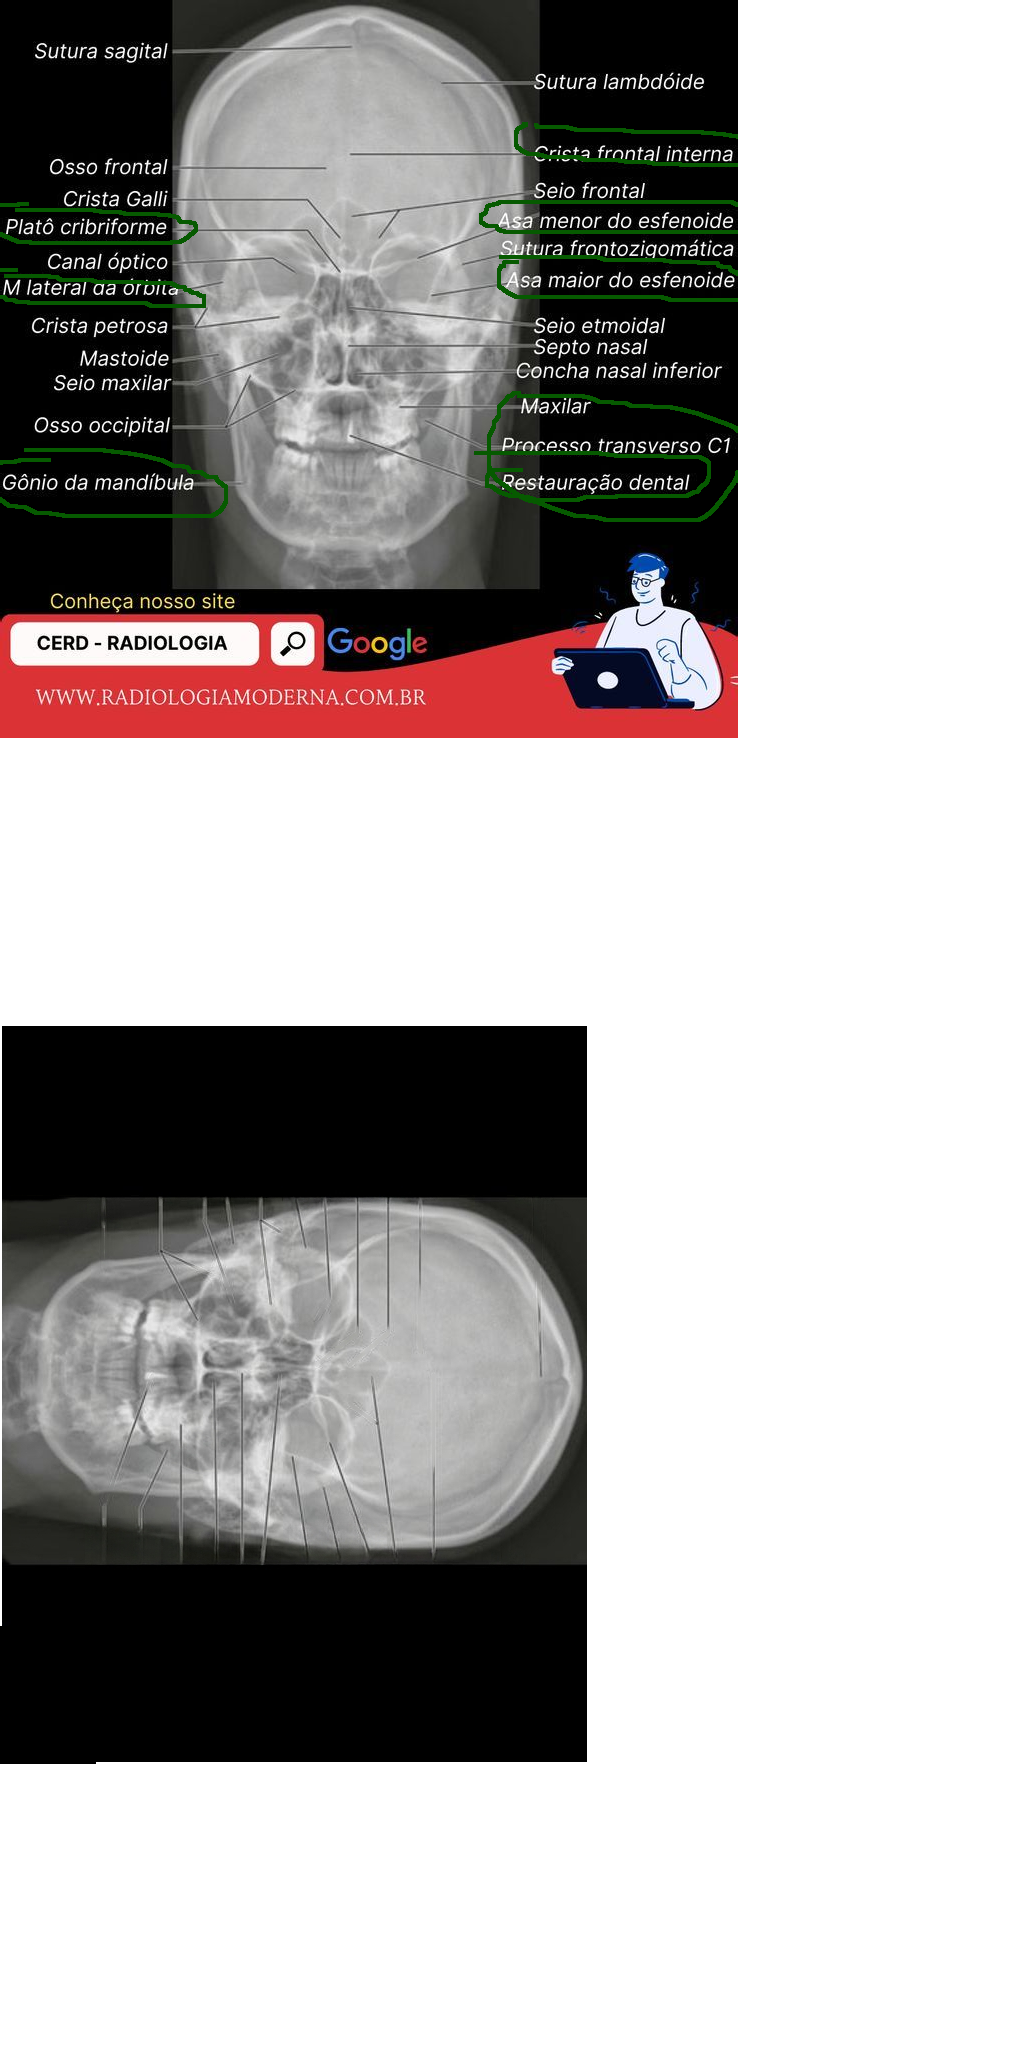 Sutura sagital
Sutura lambdóide
Crista frontal interna
Osso frontal
Seio frontal
Crista Galli
Asa menor do esfenoide
Platô cribriforme
Sutura frontozigomática
Canal óptico
Asa maior do esfenoide
M lateral da órbita
Crista petrosa
Seio etmoidal
Septo nasal
Mastoide
Concha nasal inferior
Seio maxilar
Maxilar
Osso occipital
Processo transverso C1
Gônio da mandíbula
Restauração dental
Conheça nosso site
CERD - RADIOLOGIA
Google
WWW.RADIOLOGIAMODERNA.COM.BR